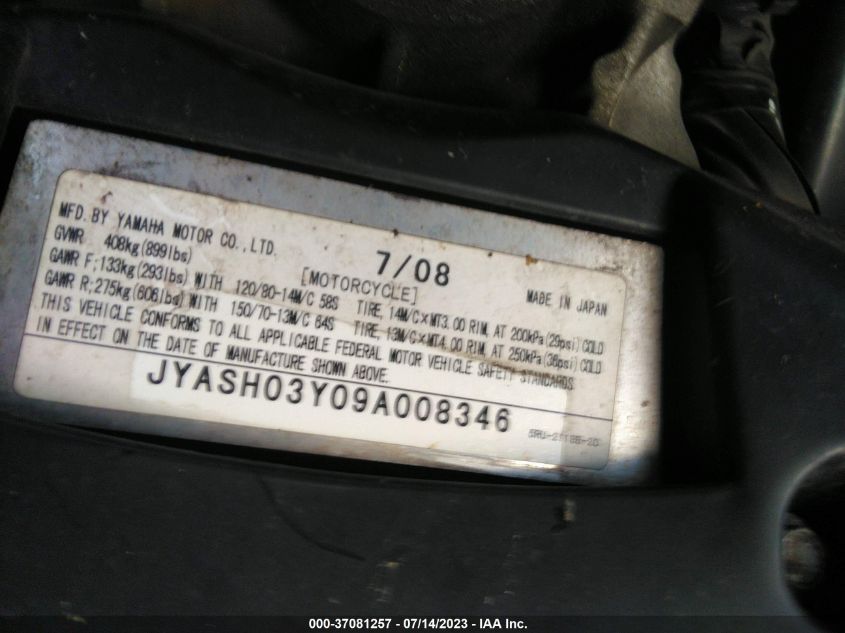 MFD. BY YAMAHA MOTOR CO., LTD. 7/08
GVWR 408kg(899lbs) [MOTORCYCLE] MADE IN JAPAN
GAWR F;133kg(293lbs) WITH 120/80-14M/C 58S TIRE, 14M/C×MT3.00 RIM, AT 200kPa(29psi) COLD
GAWR R;275kg(606lbs) WITH 150/70-13M/C 64S TIRE, 13M/C×MT4.00 RIM, AT 250kPa(36psi) COLD
THIS VEHICLE CONFORMS TO ALL APPLICABLE FEDERAL MOTOR VEHICLE SAFETY STANDARDS
IN EFFECT ON THE DATE OF MANUFACTURE SHOWN ABOVE.
JYASH03Y09A008346
000-37081257 - 07/14/2023 - IAA Inc.